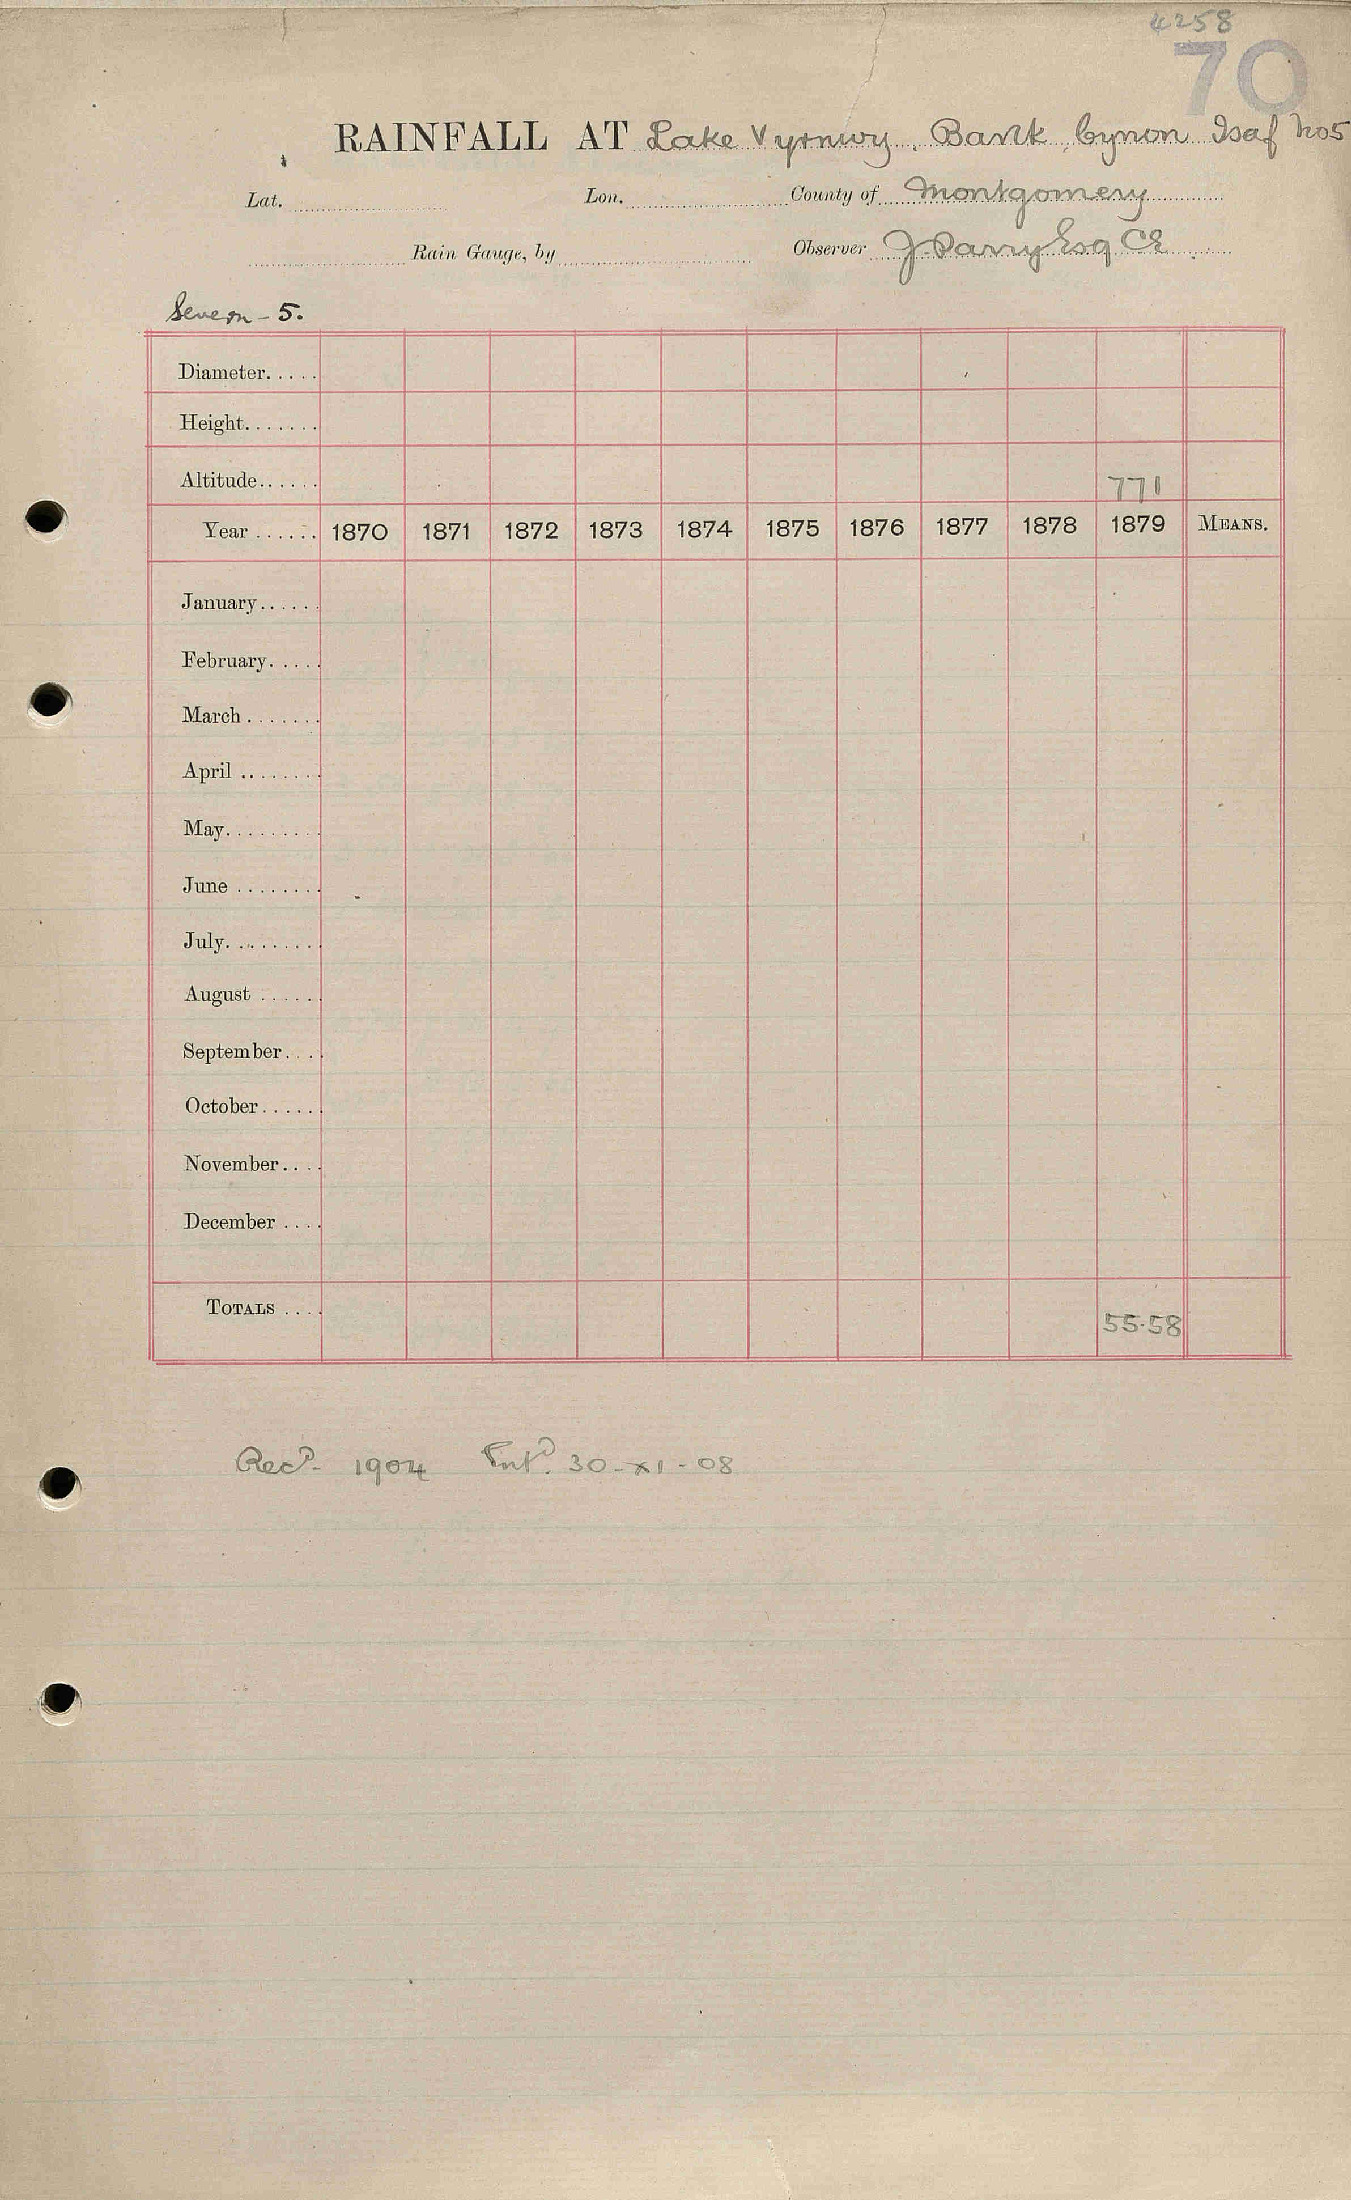 4258
70
RAINFALL AT Lake Vyrnwy. Bank, Cynon Isaf No5
Lat. Lon. County of Montgomery
Rain Gauge, by Observer J Parry Esq CE
Severn - 5.
Diameter.....
Height.......
Altitude...... 771
Year ...... 1870 1871 1872 1873 1874 1875 1876 1877 1878 1879 MEANS.
January......
February.....
March .......
April ........
May.........
June ........
July.........
August ......
September....
October......
November....
December ....
TOTALS .... 55.58
Recd. 1904 Entd. 30-XI-08